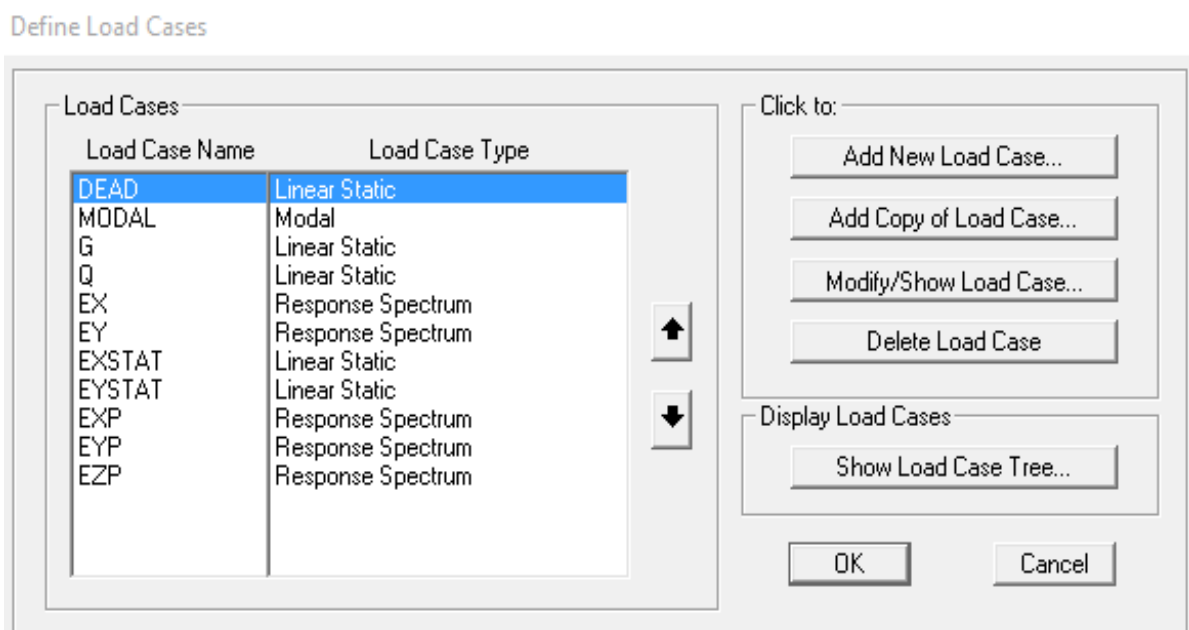 Define Load Cases
Load Cases
Load Case Name Load Case Type
DEAD Linear Static
MODAL Modal
G Linear Static
Q Linear Static
EX Response Spectrum
EY Response Spectrum
EXSTAT Linear Static
EYSTAT Linear Static
EXP Response Spectrum
EYP Response Spectrum
EZP Response Spectrum
Click to:
Add New Load Case...
Add Copy of Load Case...
Modify/Show Load Case...
Delete Load Case
Display Load Cases
Show Load Case Tree...
OK Cancel